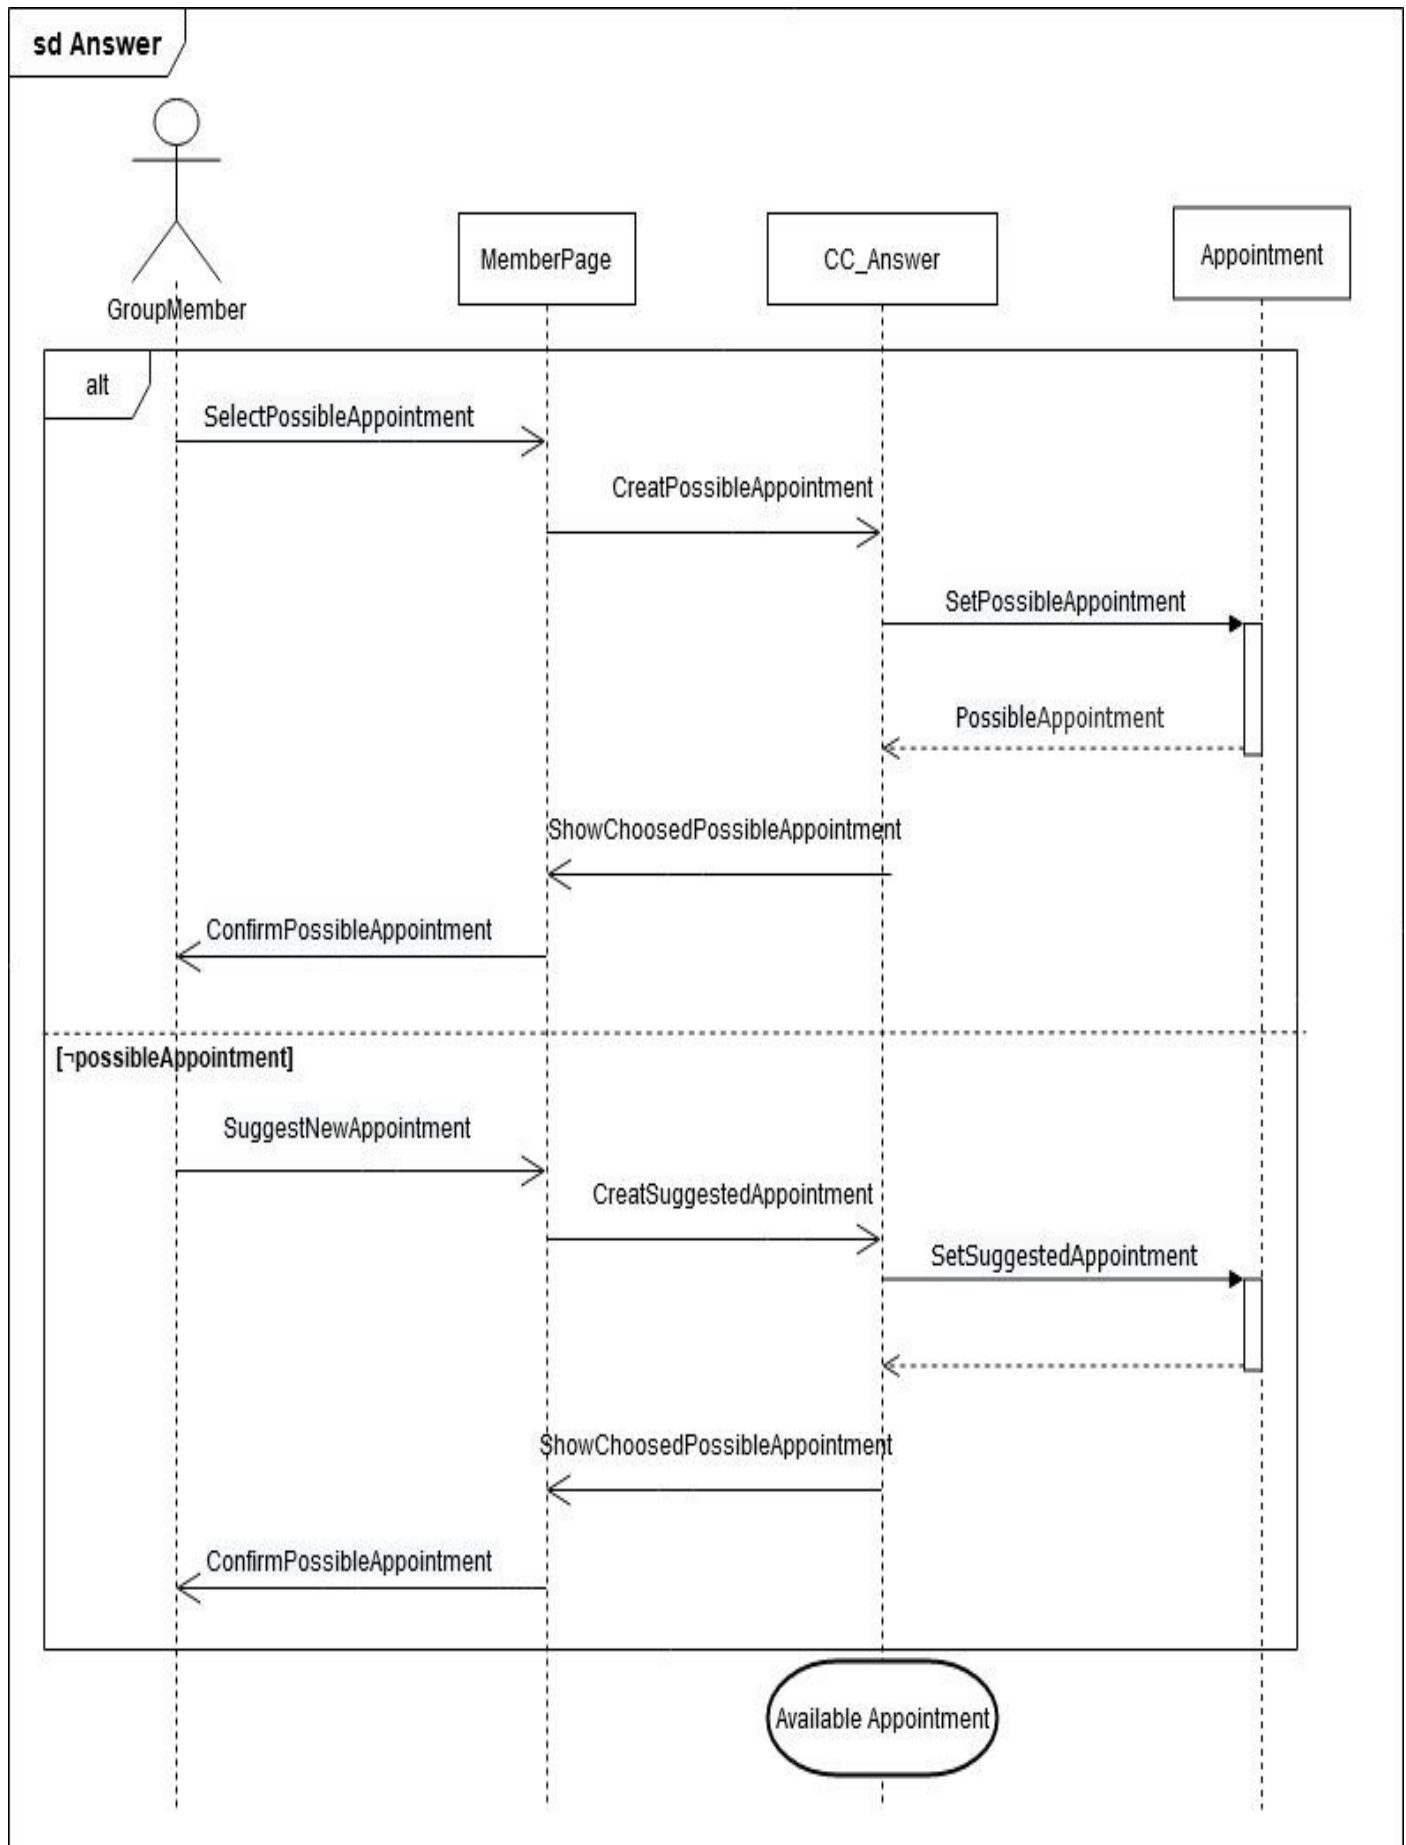 sd Answer
GroupMember
MemberPage
CC_Answer
Appointment
alt
SelectPossibleAppointment
CreatPossibleAppointment
SetPossibleAppointment
PossibleAppointment
ShowChoosedPossibleAppointment
ConfirmPossibleAppointment
[¬possibleAppointment]
SuggestNewAppointment
CreatSuggestedAppointment
SetSuggestedAppointment
ShowChoosedPossibleAppointment
ConfirmPossibleAppointment
Available Appointment